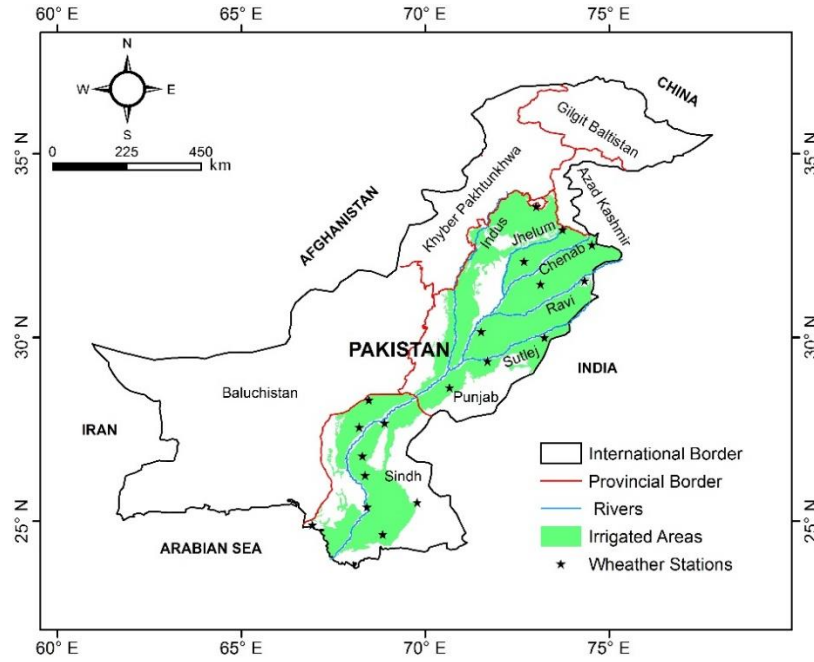 60° E
65° E
70° E
75° E
N
W
E
S
0
225
450
km
35° N
35° N
30° N
30° N
25° N
25° N
CHINA
Gilgit Baltistan
Khyber Pakhtunkhwa
Azad Kashmir
AFGHANISTAN
Indus
Jhelum
Chenab
Ravi
PAKISTAN
Sutlej
INDIA
Baluchistan
Punjab
IRAN
Sindh
ARABIAN SEA
International Border
Provincial Border
Rivers
Irrigated Areas
Wheather Stations
60° E
65° E
70° E
75° E